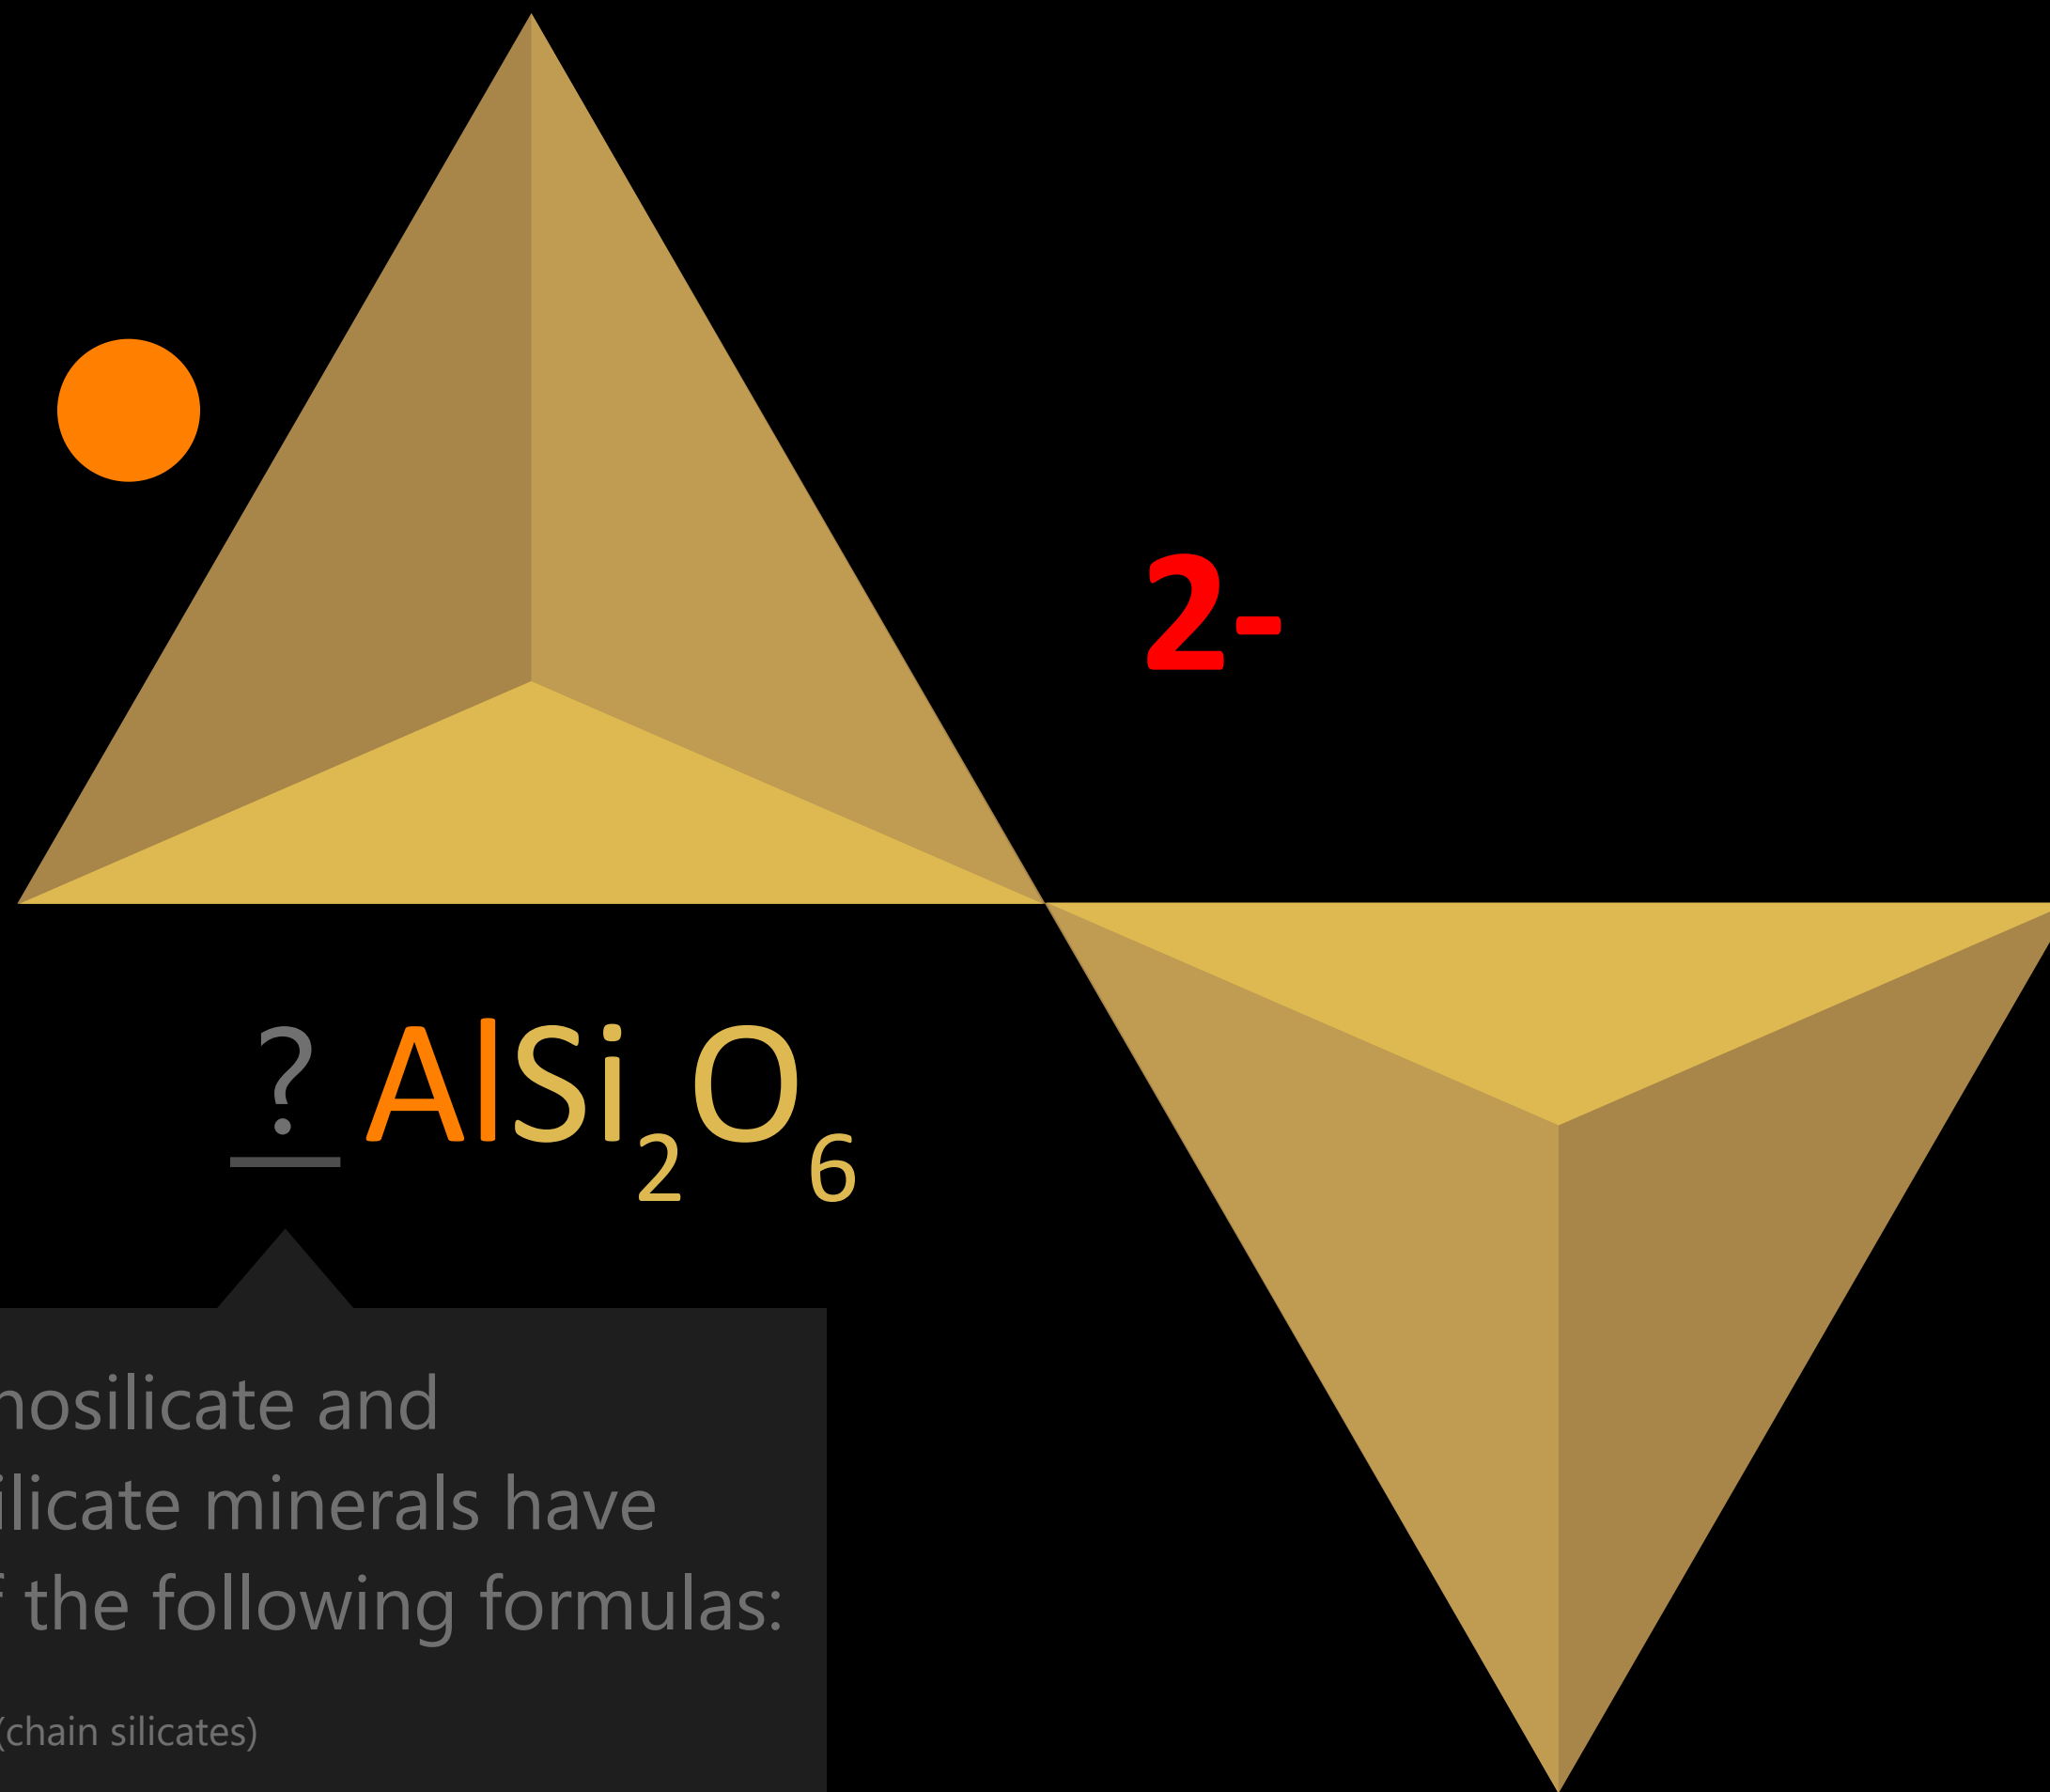 2-
? AlSi₂O₆
nosilicate and
ilicate minerals have
f the following formulas:
(chain silicates)